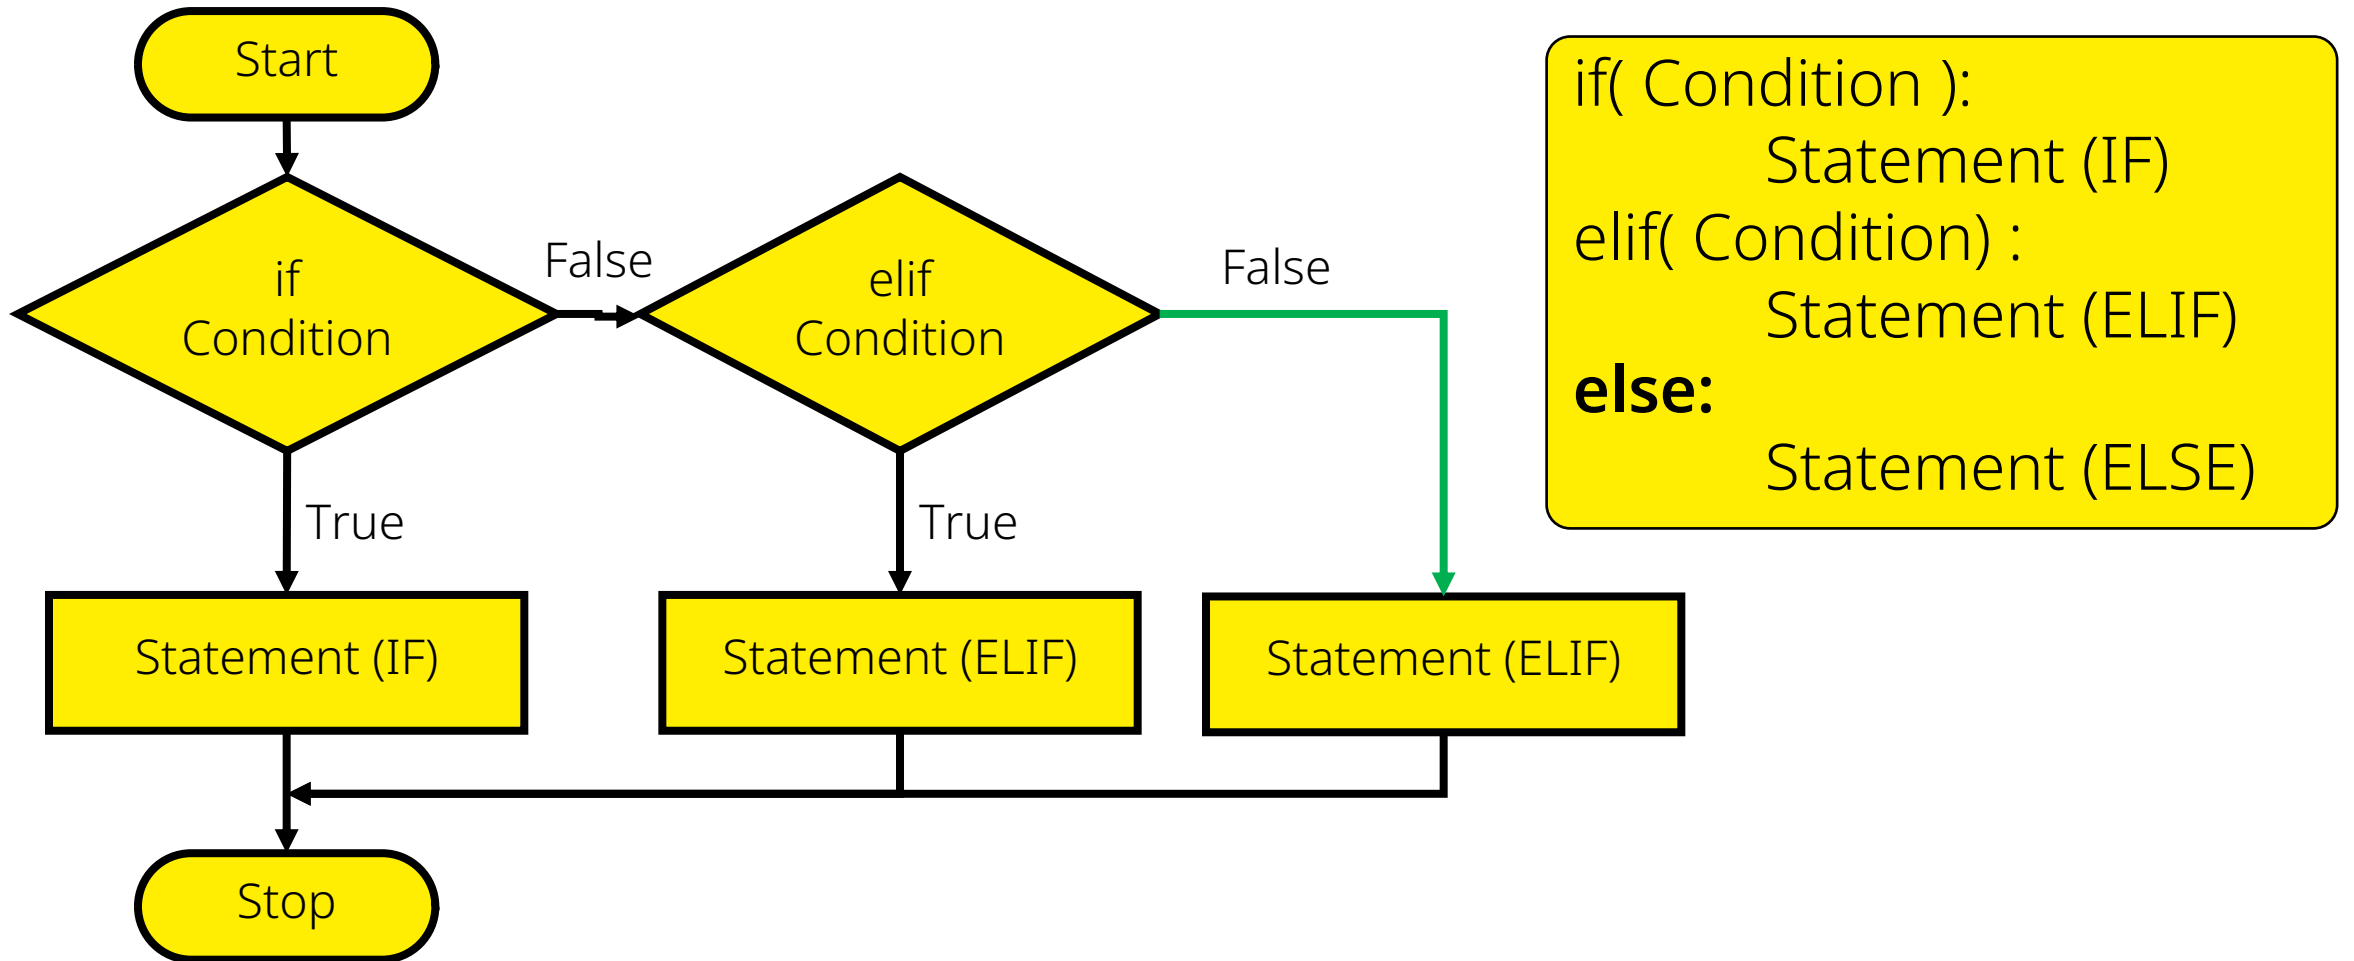 Start
if
Condition
False
elif
Condition
False
True
True
Statement (IF)
Statement (ELIF)
Statement (ELIF)
Stop
if( Condition ):
Statement (IF)
elif( Condition) :
Statement (ELIF)
else:
Statement (ELSE)